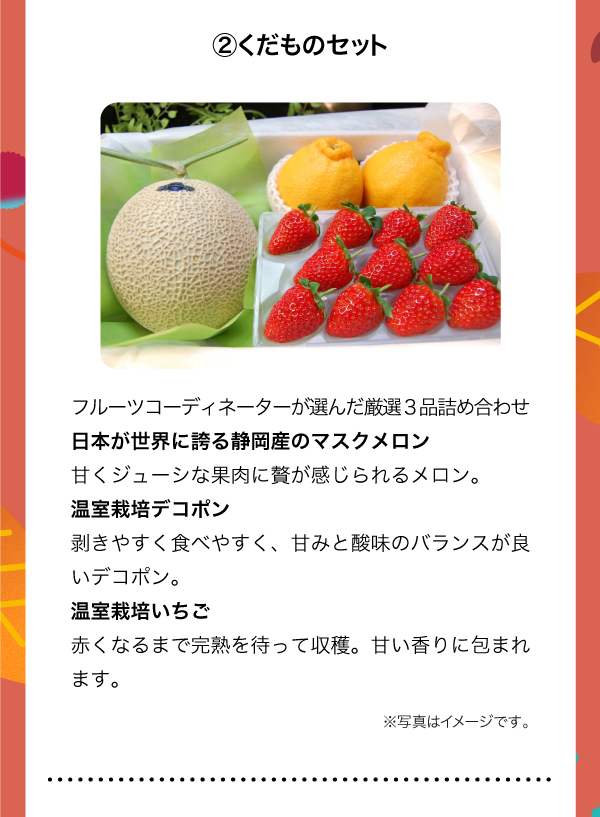 ②くだものセット
フルーツコーディネーターが選んだ厳選３品詰め合わせ
日本が世界に誇る静岡産のマスクメロン
甘くジューシな果肉に贅が感じられるメロン。
温室栽培デコポン
剥きやすく食べやすく、甘みと酸味のバランスが良
いデコポン。
温室栽培いちご
赤くなるまで完熟を待って収穫。甘い香りに包まれ
ます。
※写真はイメージです。